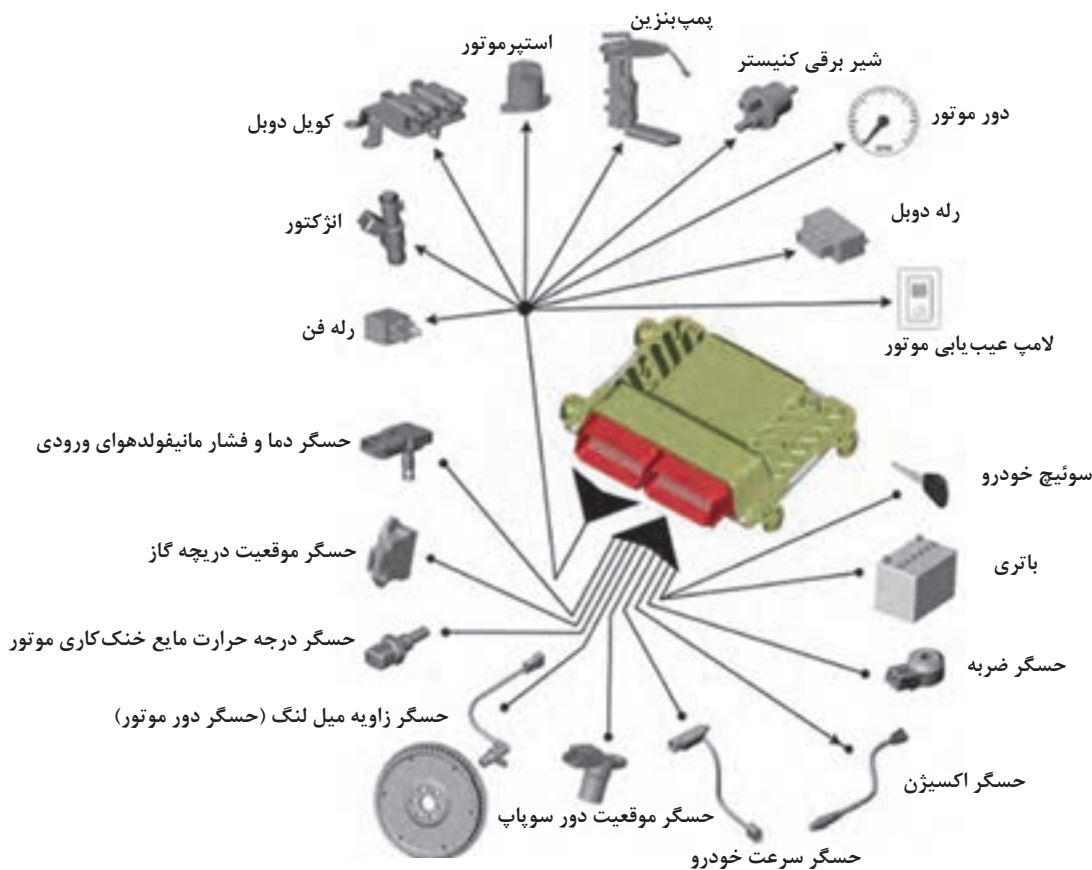 پمپ‌بنزین
استپرموتور
شیر برقی کنیستر
دور موتور
کویل دوبل
رله دوبل
انژکتور
رله فن
لامپ عیب‌یابی موتور
حسگر دما و فشار مانیفولدهوای ورودی
سوئیچ خودرو
حسگر موقعیت دریچه گاز
باتری
حسگر درجه حرارت مایع خنک‌کاری موتور
حسگر ضربه
حسگر زاویه میل لنگ (حسگر دور موتور)
حسگر اکسیژن
حسگر موقعیت دور سوپاپ
حسگر سرعت خودرو